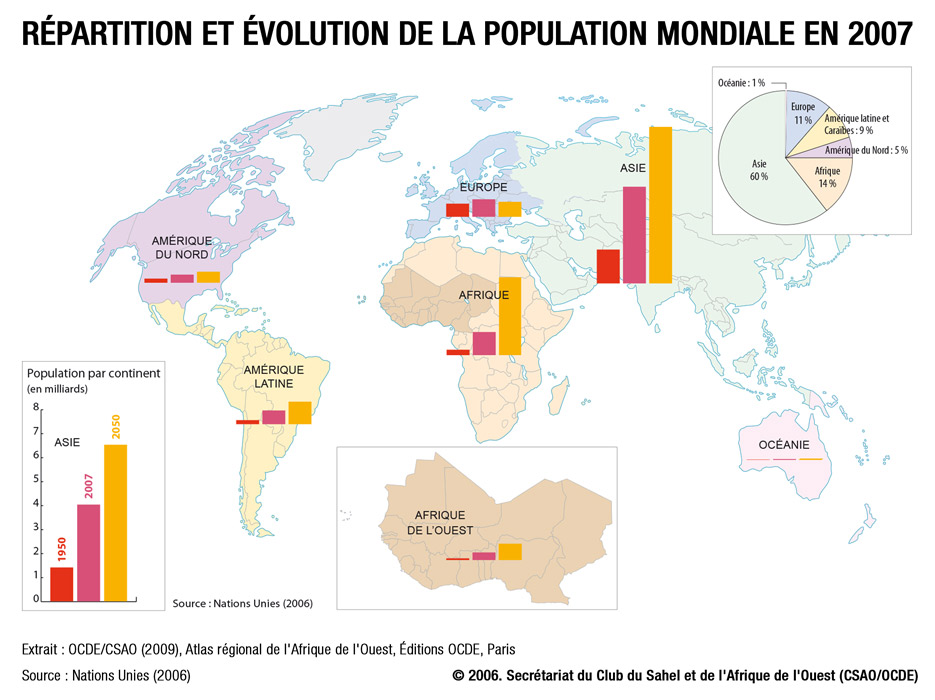 RÉPARTITION ET ÉVOLUTION DE LA POPULATION MONDIALE EN 2007
Océanie : 1 %
Europe
11 %
Amérique latine et
Caraïbes : 9 %
Amérique du Nord : 5 %
Asie
60 %
Afrique
14 %
ASIE
EUROPE
AMÉRIQUE
DU NORD
AFRIQUE
AMÉRIQUE
LATINE
OCÉANIE
Population par continent
(en milliards)
8
7
6
5
4
3
2
1
0
ASIE
1950
2007
2050
AFRIQUE
DE L'OUEST
Source : Nations Unies (2006)
Extrait : OCDE/CSAO (2009), Atlas régional de l'Afrique de l'Ouest, Éditions OCDE, Paris
Source : Nations Unies (2006)
© 2006. Secrétariat du Club du Sahel et de l'Afrique de l'Ouest (CSAO/OCDE)